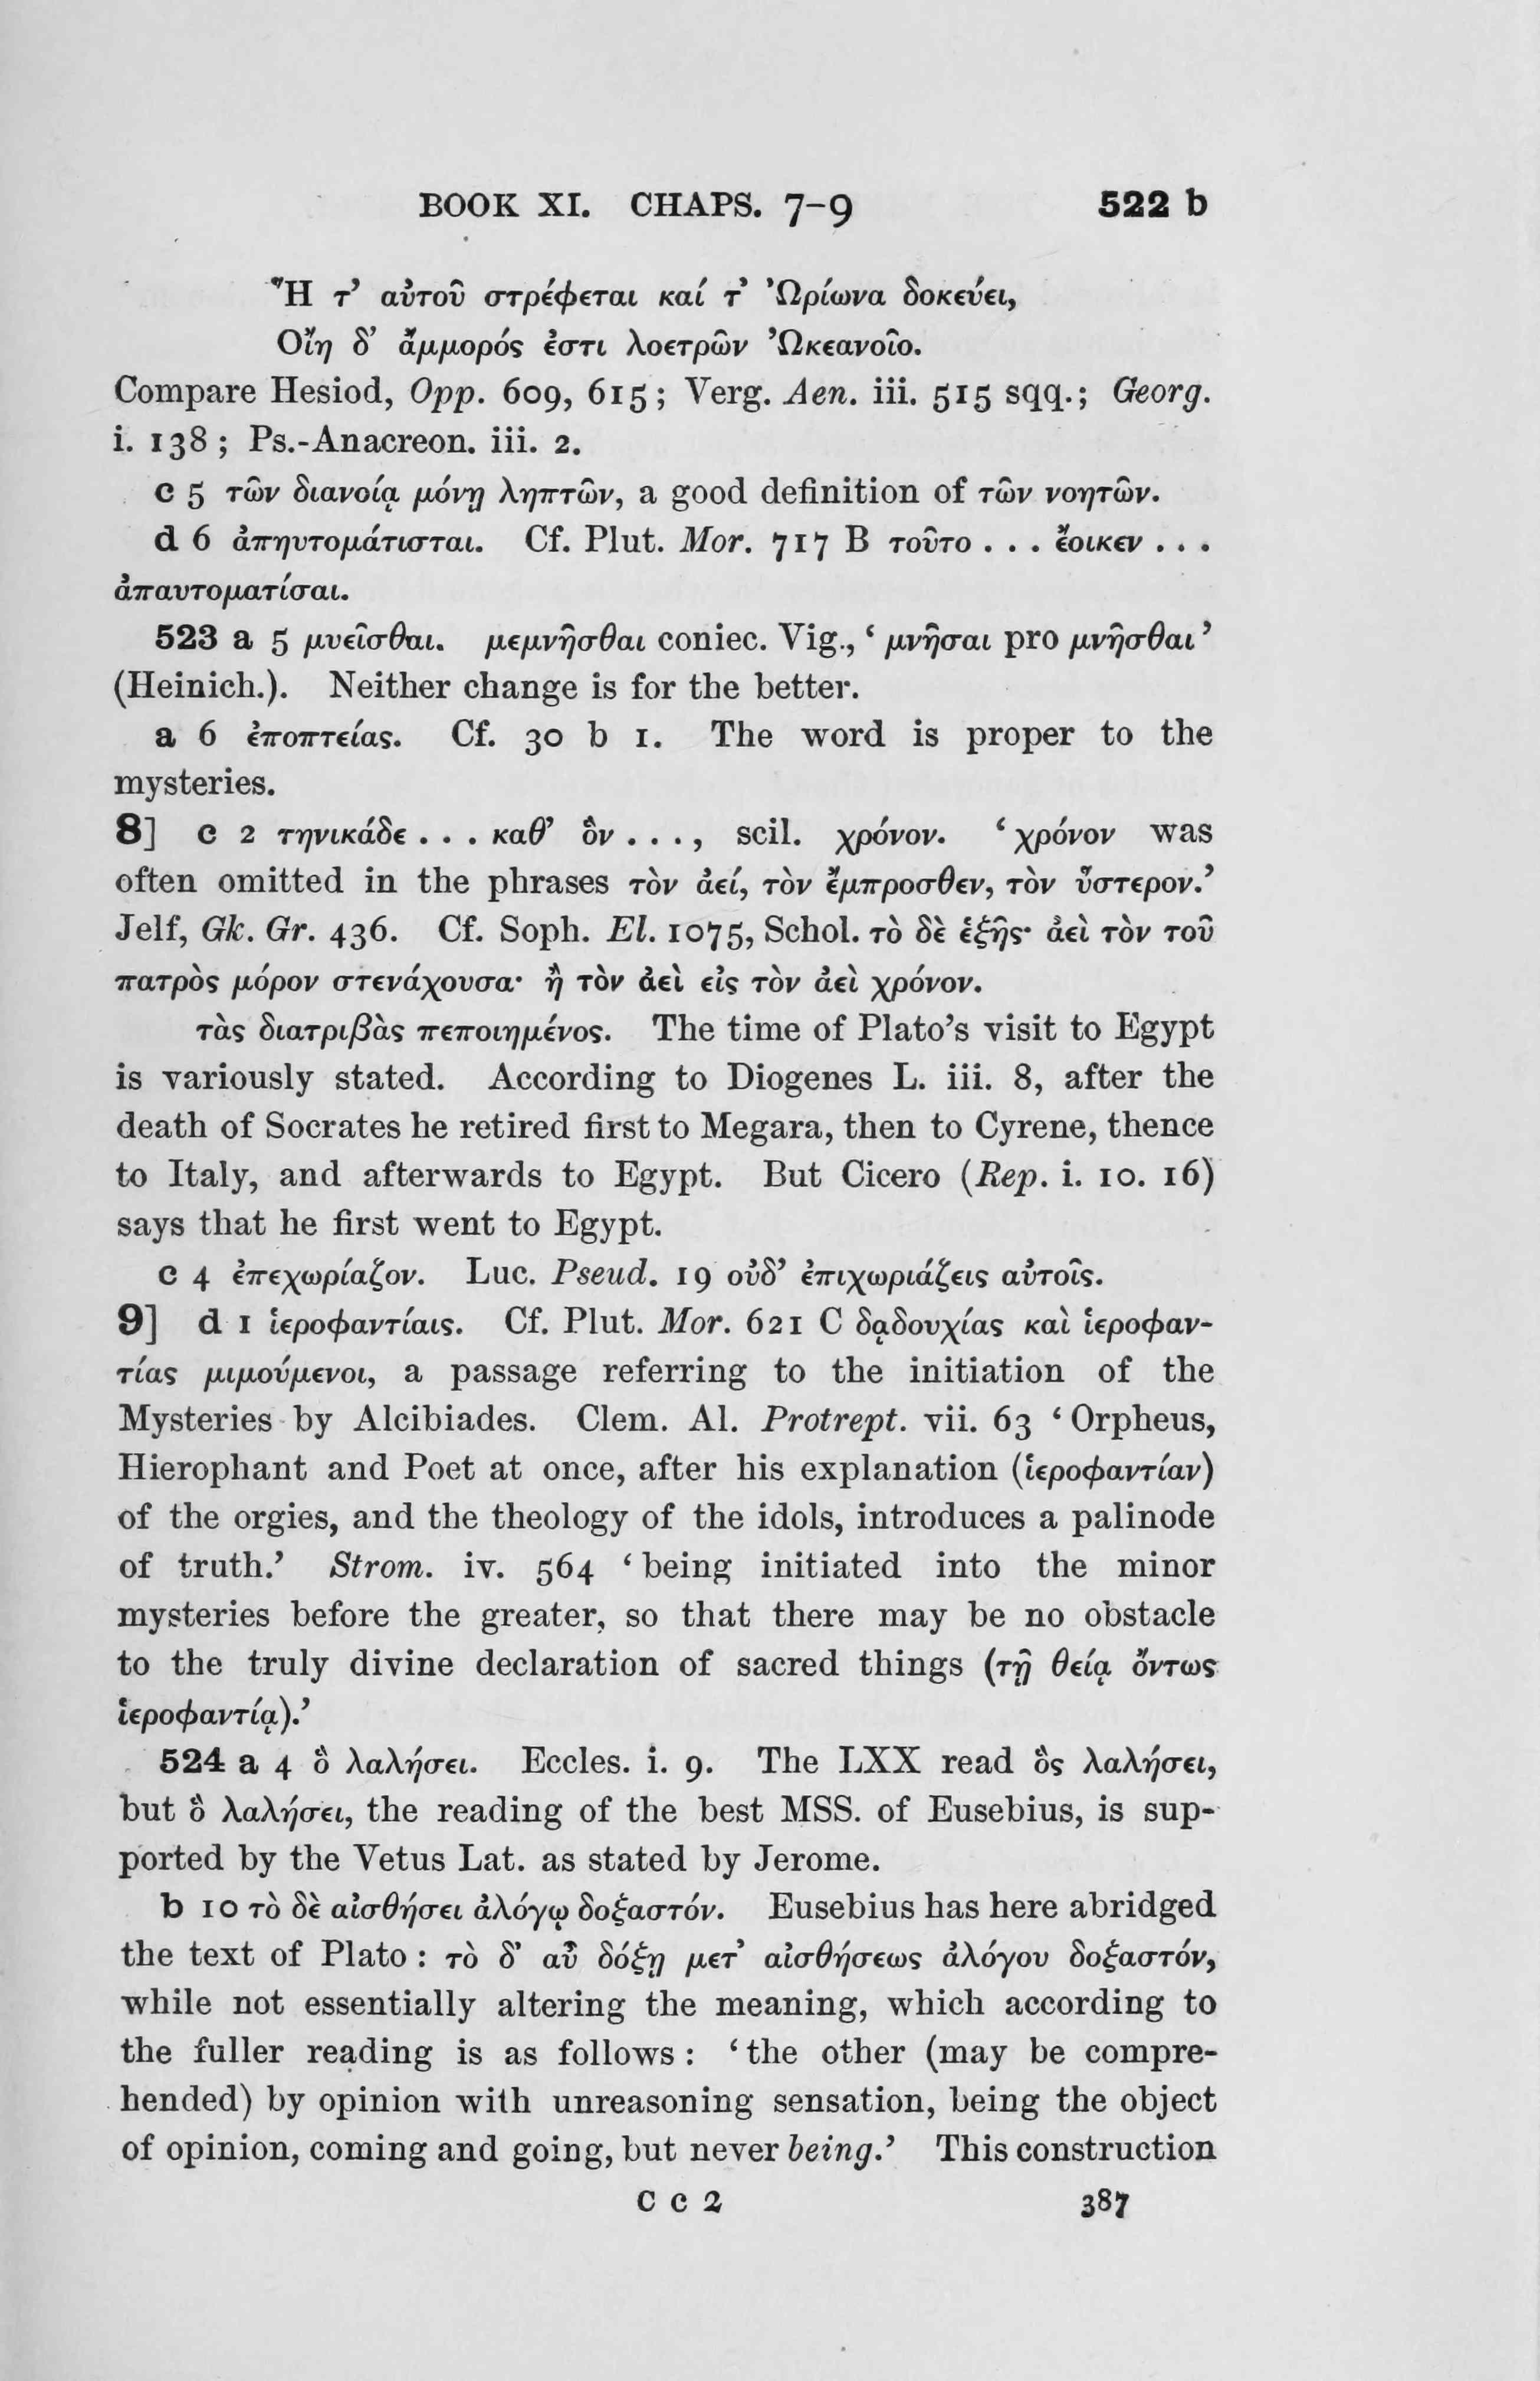 BOOK XI. CHAPS. 7–9 522 b
Ἥ τ’ αὐτοῦ στρέφεται καί τ’ Ὠρίωνα δοκεύει,
Οἴη δ’ ἄμμορός ἐστι λοετρῶν Ὠκεανοῖο.
Compare Hesiod, Opp. 609, 615; Verg. Aen. iii. 515 sqq.; Georg.
i. 138; Ps.-Anacreon. iii. 2.
c 5 τῶν διανοίᾳ μόνῃ ληπτῶν, a good definition of τῶν νοητῶν.
d 6 ἀπηυτομάτισται. Cf. Plut. Mor. 717 B τοῦτο . . . ἔοικεν . . .
ἀπαυτοματίσαι.
523 a 5 μυεῖσθαι. μεμνῆσθαι coniec. Vig., ‘ μνῆσαι pro μνῆσθαι ’
(Heinich.). Neither change is for the better.
a 6 ἐποπτείας. Cf. 30 b 1. The word is proper to the
mysteries.
8] c 2 τηνικάδε . . . καθ’ ὃν . . ., scil. χρόνον. ‘ χρόνον was
often omitted in the phrases τὸν ἀεί, τὸν ἔμπροσθεν, τὸν ὕστερον.’
Jelf, Gk. Gr. 436. Cf. Soph. El. 1075, Schol. τὸ δὲ ἑξῆς· ἀεὶ τὸν τοῦ
πατρὸς μόρον στενάχουσα· ἢ τὸν ἀεὶ εἰς τὸν ἀεὶ χρόνον.
τὰς διατριβὰς πεποιημένος. The time of Plato’s visit to Egypt
is variously stated. According to Diogenes L. iii. 8, after the
death of Socrates he retired first to Megara, then to Cyrene, thence
to Italy, and afterwards to Egypt. But Cicero (Rep. i. 10. 16)
says that he first went to Egypt.
c 4 ἐπεχωρίαζον. Luc. Pseud. 19 οὐδ’ ἐπιχωριάζεις αὐτοῖς.
9] d 1 ἱεροφαντίαις. Cf. Plut. Mor. 621 C δᾳδουχίας καὶ ἱεροφαν-
τίας μιμούμενοι, a passage referring to the initiation of the
Mysteries by Alcibiades. Clem. Al. Protrept. vii. 63 ‘ Orpheus,
Hierophant and Poet at once, after his explanation (ἱεροφαντίαν)
of the orgies, and the theology of the idols, introduces a palinode
of truth.’ Strom. iv. 564 ‘ being initiated into the minor
mysteries before the greater, so that there may be no obstacle
to the truly divine declaration of sacred things (τῇ θείᾳ ὄντως
ἱεροφαντίᾳ).’
524 a 4 ὃ λαλήσει. Eccles. i. 9. The LXX read ὃς λαλήσει,
but ὃ λαλήσει, the reading of the best MSS. of Eusebius, is sup-
ported by the Vetus Lat. as stated by Jerome.
b 10 τὸ δὲ αἰσθήσει ἀλόγῳ δοξαστόν. Eusebius has here abridged
the text of Plato : τὸ δ’ αὖ δόξῃ μετ’ αἰσθήσεως ἀλόγου δοξαστόν,
while not essentially altering the meaning, which according to
the fuller reading is as follows : ‘ the other (may be compre-
hended) by opinion with unreasoning sensation, being the object
of opinion, coming and going, but never being.’ This construction
C c 2 387